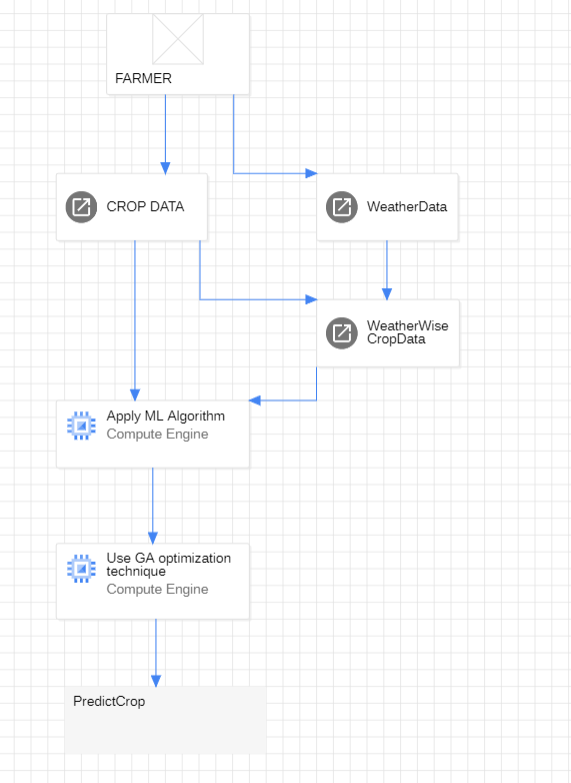 FARMER
CROP DATA
WeatherData
WeatherWise
CropData
Apply ML Algorithm
Compute Engine
Use GA optimization
technique
Compute Engine
PredictCrop